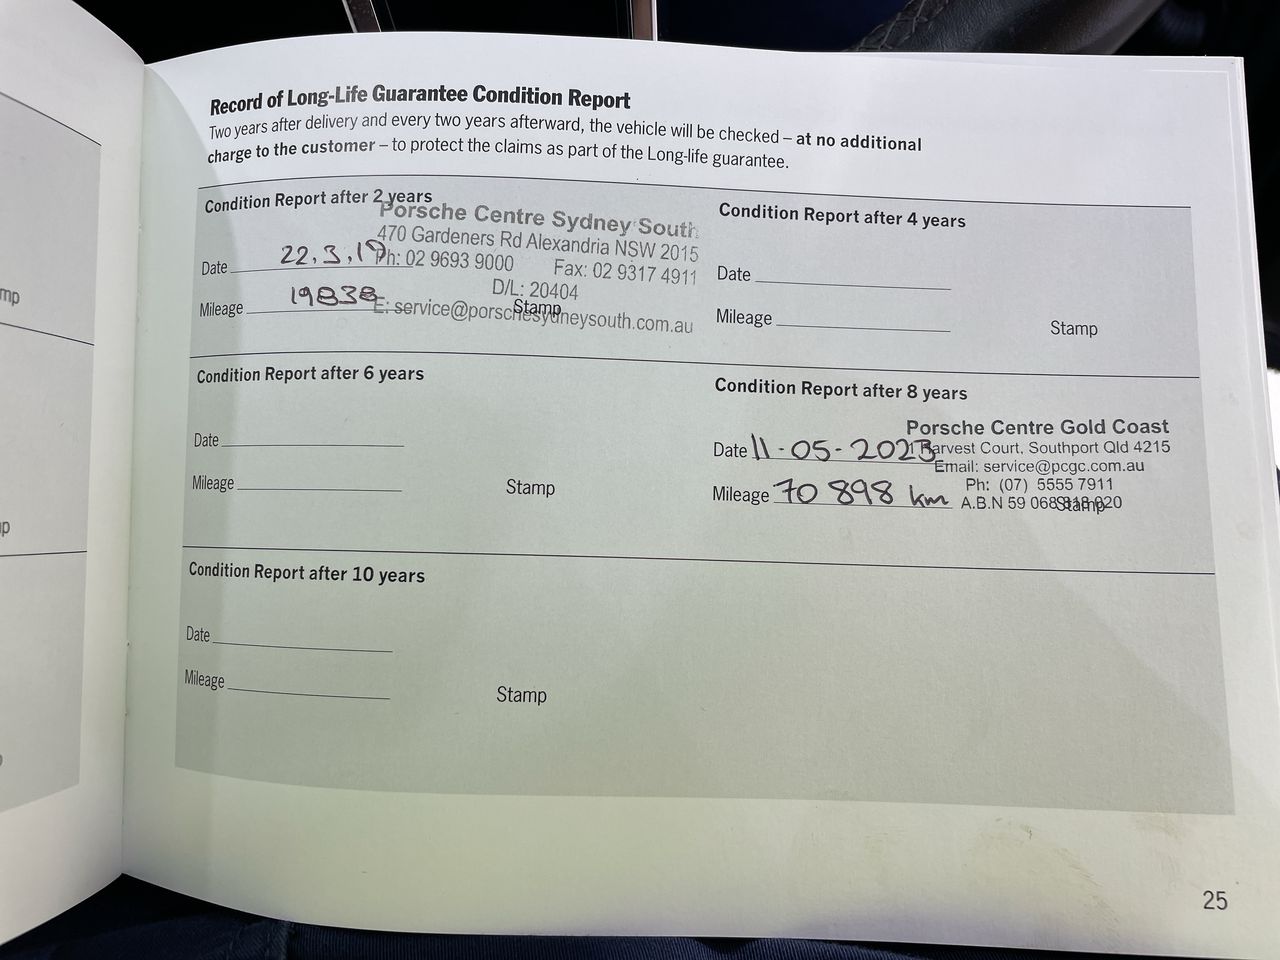 Record of Long-Life Guarantee Condition Report
Two years after delivery and every two years afterward, the vehicle will be checked – at no additional
charge to the customer – to protect the claims as part of the Long-life guarantee.
Condition Report after 2 years
Porsche Centre Sydney South
470 Gardeners Rd Alexandria NSW 2015
Ph: 02 9693 9000 Fax: 02 9317 4911
D/L: 20404
E: service@porschesydneysouth.com.au
Date 22.3.19
Mileage 19838
Stamp
Condition Report after 4 years
Date
Mileage
Stamp
Condition Report after 6 years
Date
Mileage
Stamp
Condition Report after 8 years
Porsche Centre Gold Coast
Harvest Court, Southport Qld 4215
Email: service@pcgc.com.au
Ph: (07) 5555 7911
A.B.N 59 068
Date 11-05-2023
Mileage 70 898 km
Stamp
Condition Report after 10 years
Date
Mileage
Stamp
25